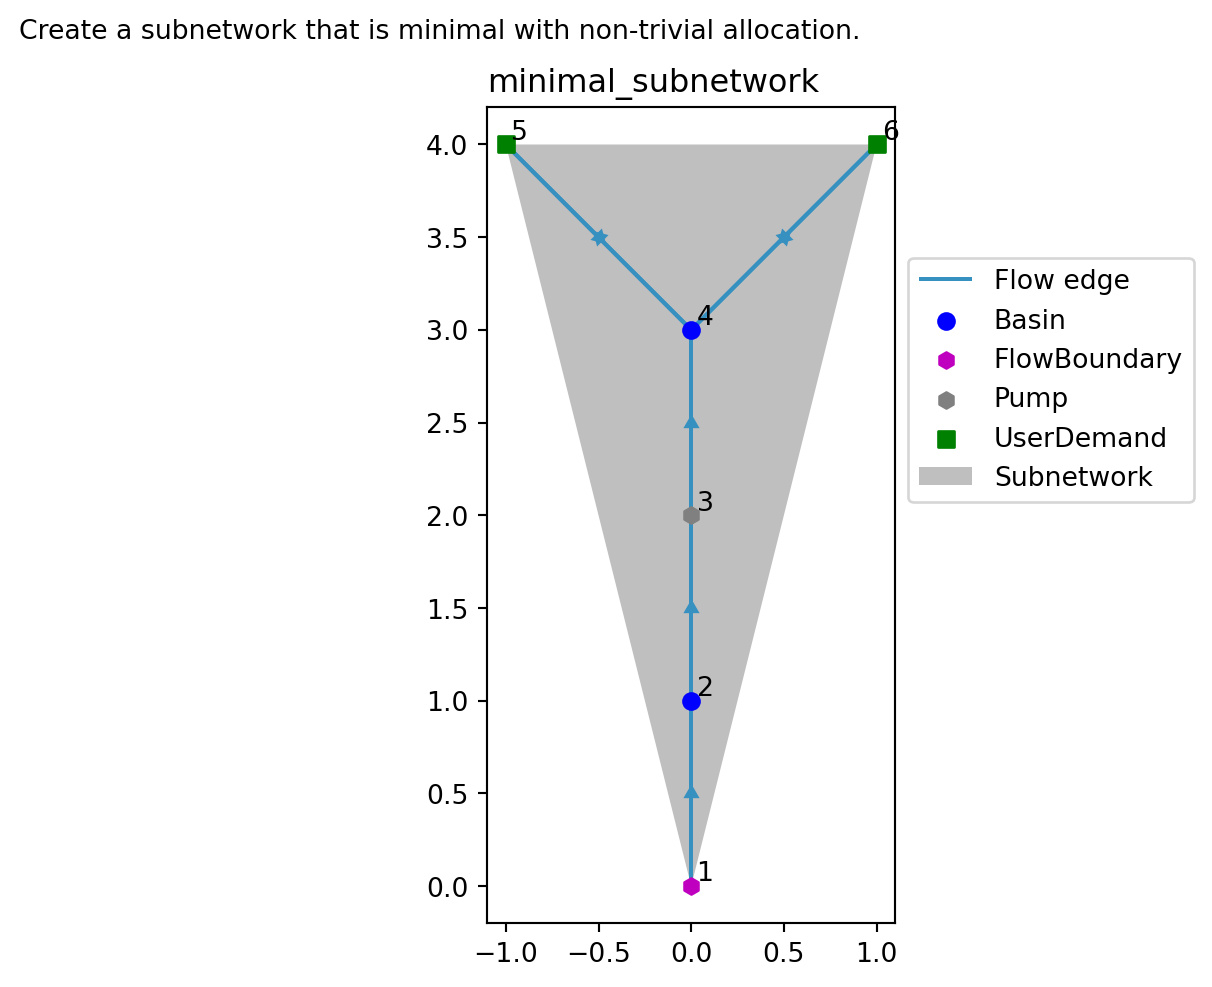 Create a subnetwork that is minimal with non-trivial allocation.
minimal_subnetwork
5
6
4.0
3.5
4
3.0
2.5
3
2.0
1.5
2
1.0
0.5
1
0.0
−1.0 −0.5 0.0 0.5 1.0
Flow edge
Basin
FlowBoundary
Pump
UserDemand
Subnetwork